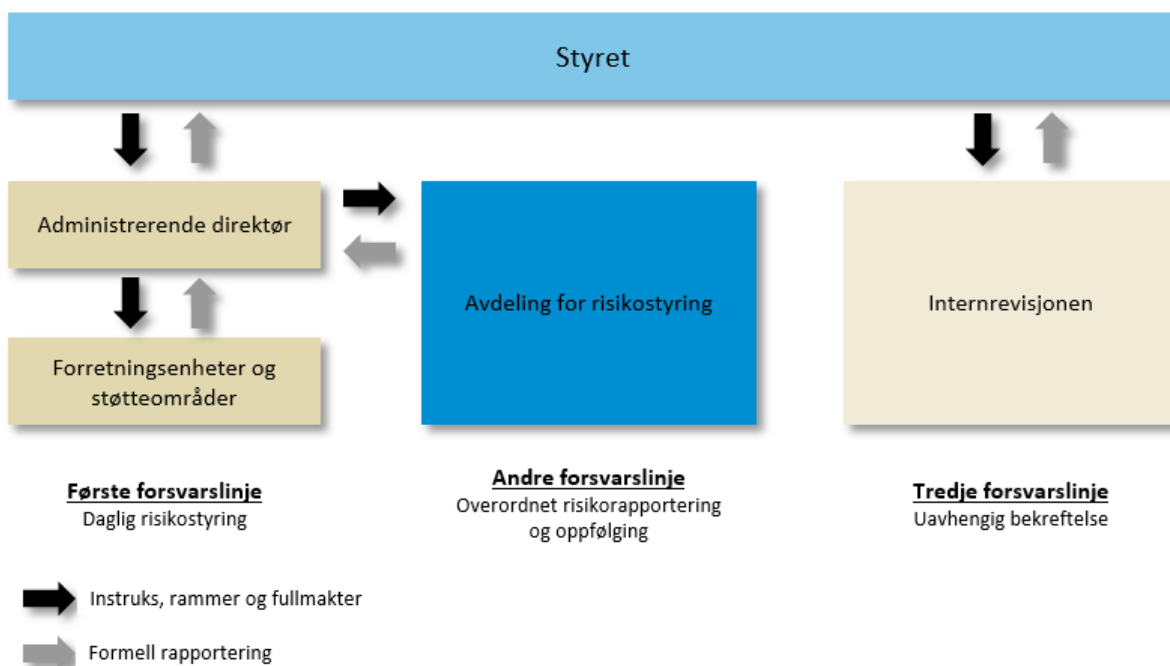 Styret
Administrerende direktør
Forretningsenheter og
støtteområder
Avdeling for risikostyring
Internrevisjonen
Første forsvarslinje
Daglig risikostyring
Andre forsvarslinje
Overordnet risikorapportering
og oppfølging
Tredje forsvarslinje
Uavhengig bekreftelse
Instruks, rammer og fullmakter
Formell rapportering